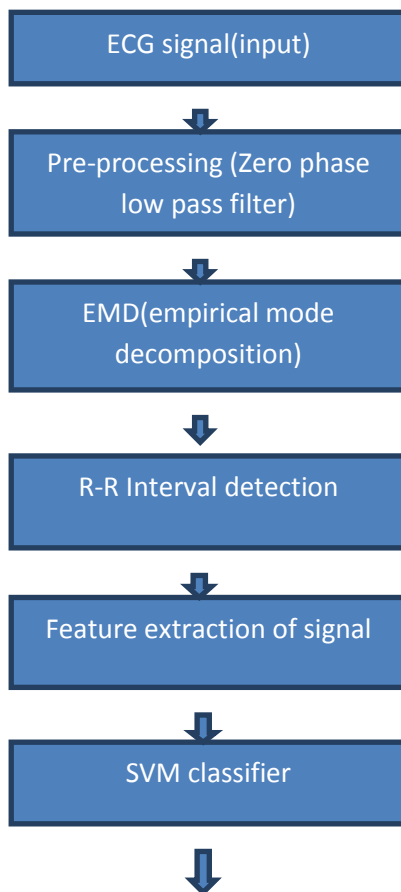 ECG signal(input)
Pre-processing (Zero phase
low pass filter)
EMD(empirical mode
decomposition)
R-R Interval detection
Feature extraction of signal
SVM classifier